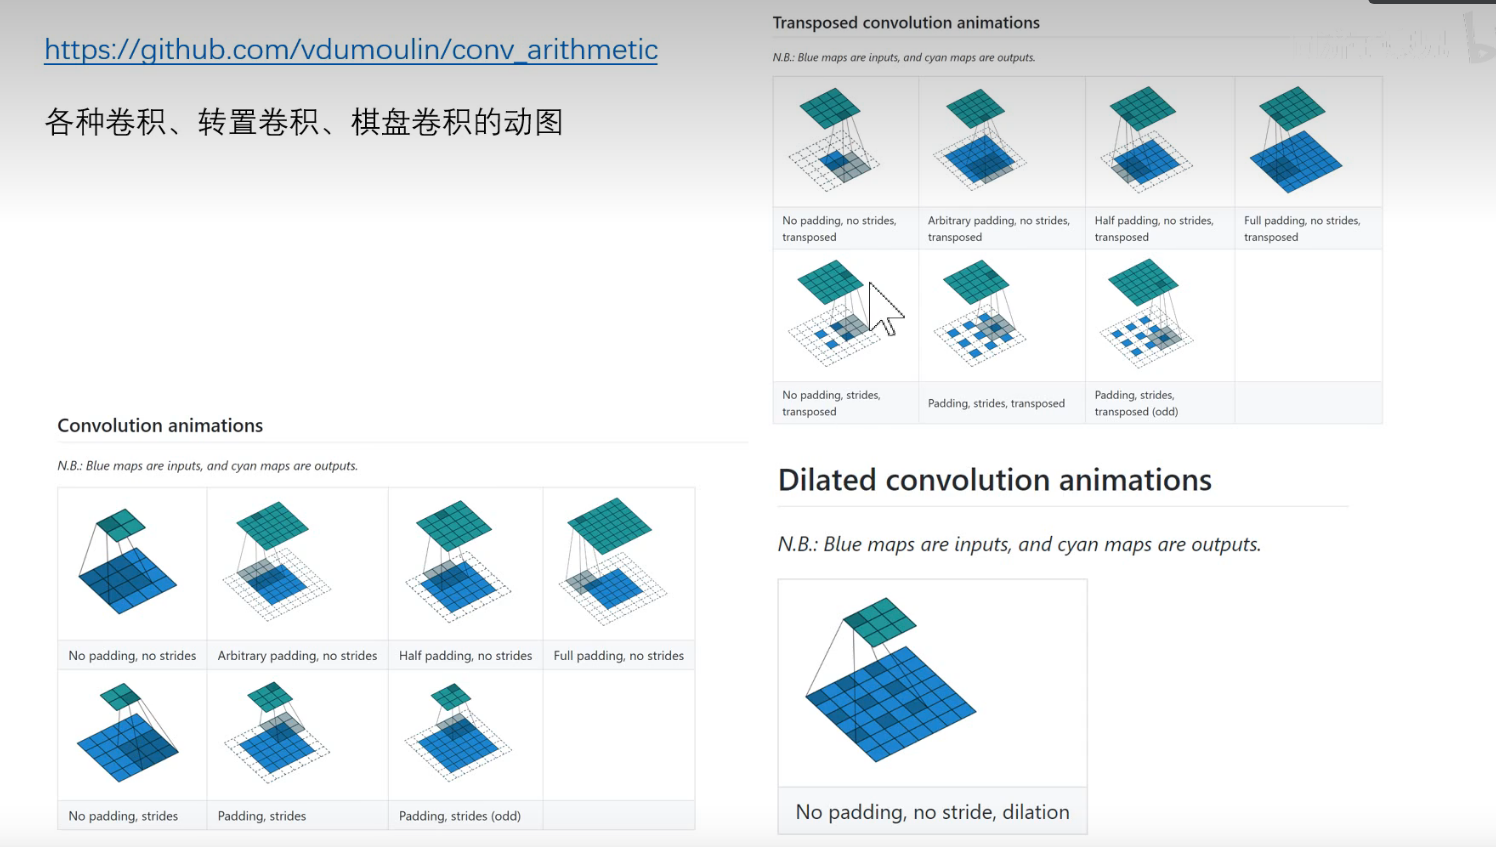 https://github.com/vdumoulin/conv_arithmetic
各种卷积、转置卷积、棋盘卷积的动图
Convolution animations
N.B.: Blue maps are inputs, and cyan maps are outputs.
No padding, no strides
Arbitrary padding, no strides
Half padding, no strides
Full padding, no strides
No padding, strides
Padding, strides
Padding, strides (odd)
Transposed convolution animations
N.B.: Blue maps are inputs, and cyan maps are outputs.
No padding, no strides,
transposed
Arbitrary padding, no strides,
transposed
Half padding, no strides,
transposed
Full padding, no strides,
transposed
No padding, strides,
transposed
Padding, strides, transposed
Padding, strides,
transposed (odd)
Dilated convolution animations
N.B.: Blue maps are inputs, and cyan maps are outputs.
No padding, no stride, dilation